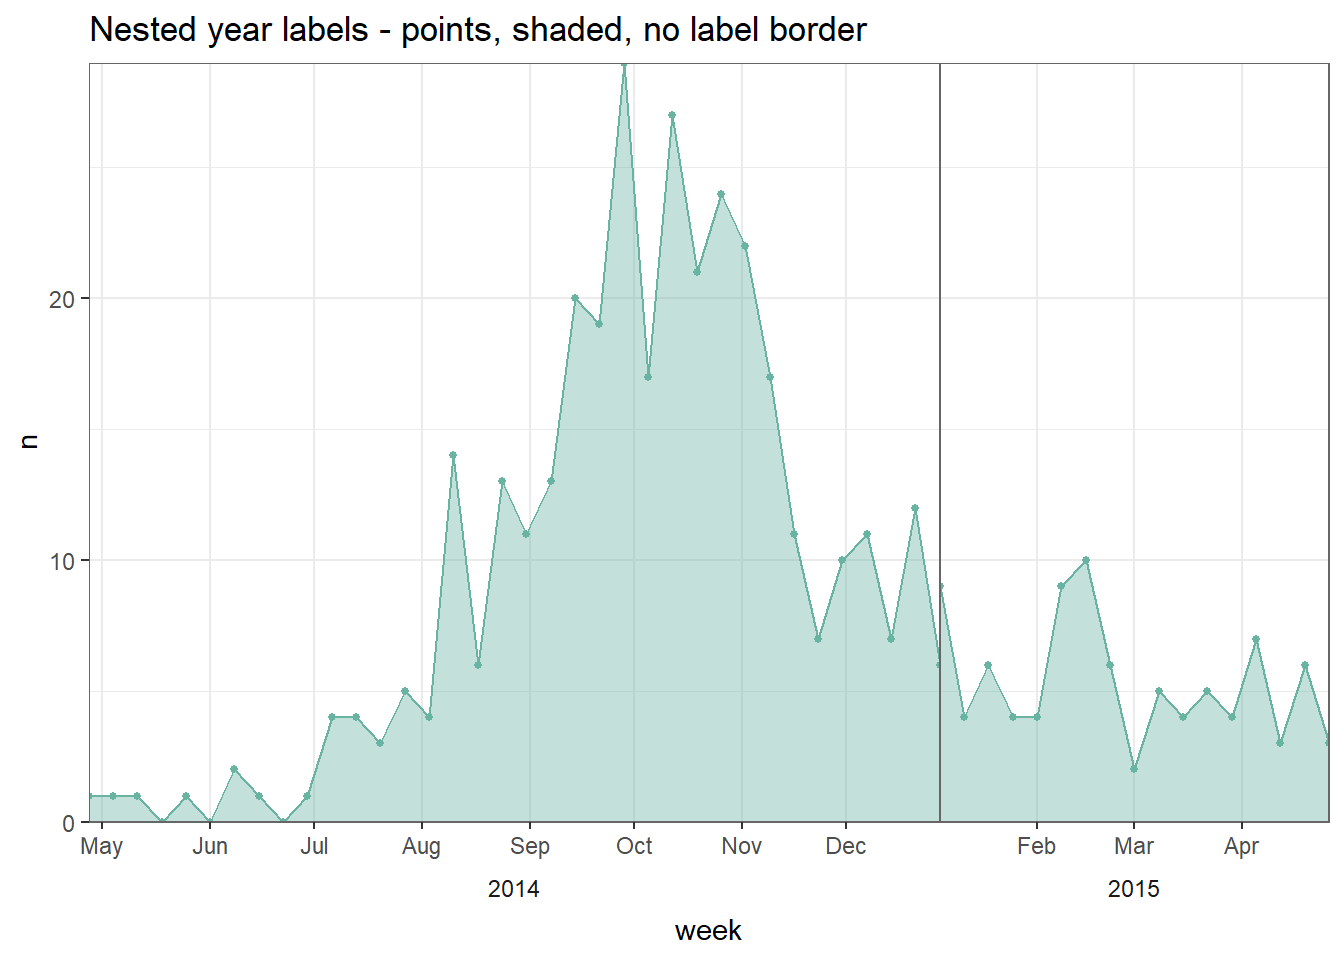 Nested year labels - points, shaded, no label border
n
20
10
0
May Jun Jul Aug Sep Oct Nov Dec Feb Mar Apr
2014 2015
week